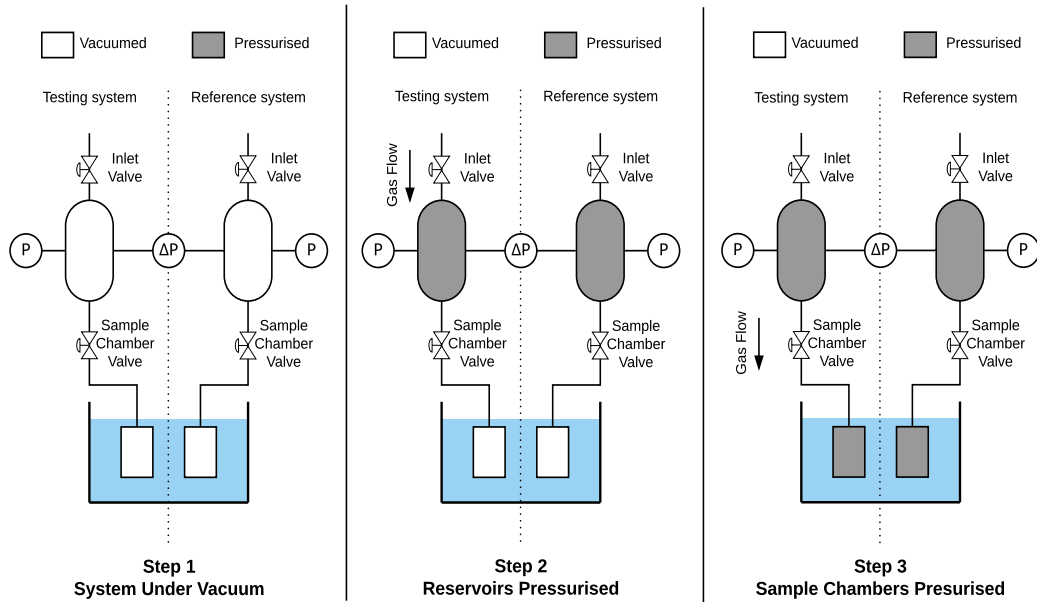 Vacuumed
Pressurised
Testing system
Reference system
Inlet
Valve
Inlet
Valve
P
ΔP
P
Sample
Chamber
Valve
Sample
Chamber
Valve
Step 1
System Under Vacuum
Vacuumed
Pressurised
Testing system
Reference system
Gas Flow
Inlet
Valve
Inlet
Valve
P
ΔP
P
Sample
Chamber
Valve
Sample
Chamber
Valve
Step 2
Reservoirs Pressurised
Vacuumed
Pressurised
Testing system
Reference system
Inlet
Valve
Inlet
Valve
P
ΔP
P
Gas Flow
Sample
Chamber
Valve
Sample
Chamber
Valve
Step 3
Sample Chambers Presurised